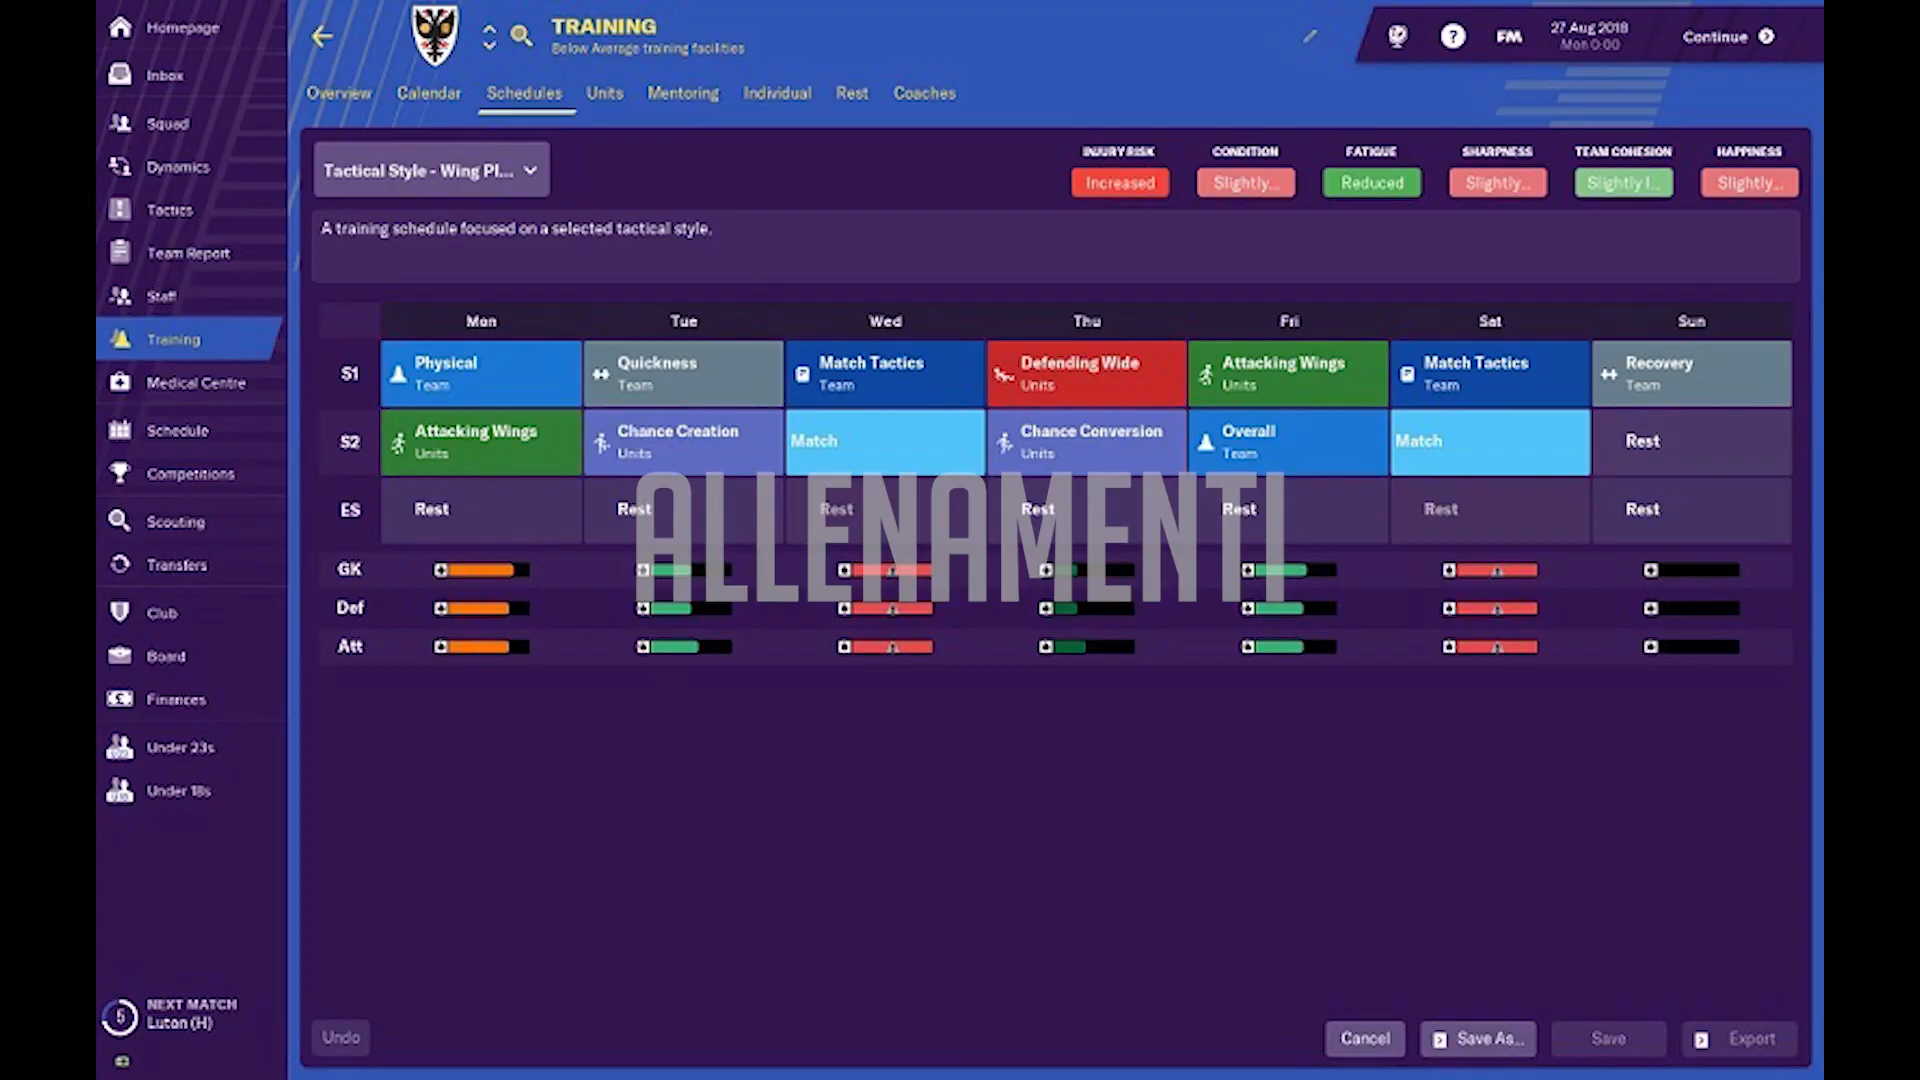 Homepage
Inbox
Squad
Dynamics
Tactics
Team Report
Staff
Training
Medical Centre
Schedule
Competitions
Scouting
Transfers
Club
Board
Finances
Under 23s
Under 18s
5
NEXT MATCH
Luton (H)
TRAINING
Below Average training facilities
? FM
27 Aug 2018
Mon 0:00
Continue
Overview Calendar Schedules Units Mentoring Individual Rest Coaches
Tactical Style - Wing Pl...
INJURY RISK CONDITION FATIGUE SHARPNESS TEAM COHESION HAPPINESS
Increased Slightly... Reduced Slightly... Slightly I... Slightly...
A training schedule focused on a selected tactical style.
Mon Tue Wed Thu Fri Sat Sun
S1
Physical Quickness Match Tactics Defending Wide Attacking Wings Match Tactics Recovery
Team Team Team Units Units Team Team
S2
Attacking Wings Chance Creation Match Chance Conversion Overall Match Rest
Units Units Units Team
ES Rest Rest Rest Rest Rest Rest Rest
ALLENAMENTI
GK
Def
Att
Undo Cancel Save As... Save Export